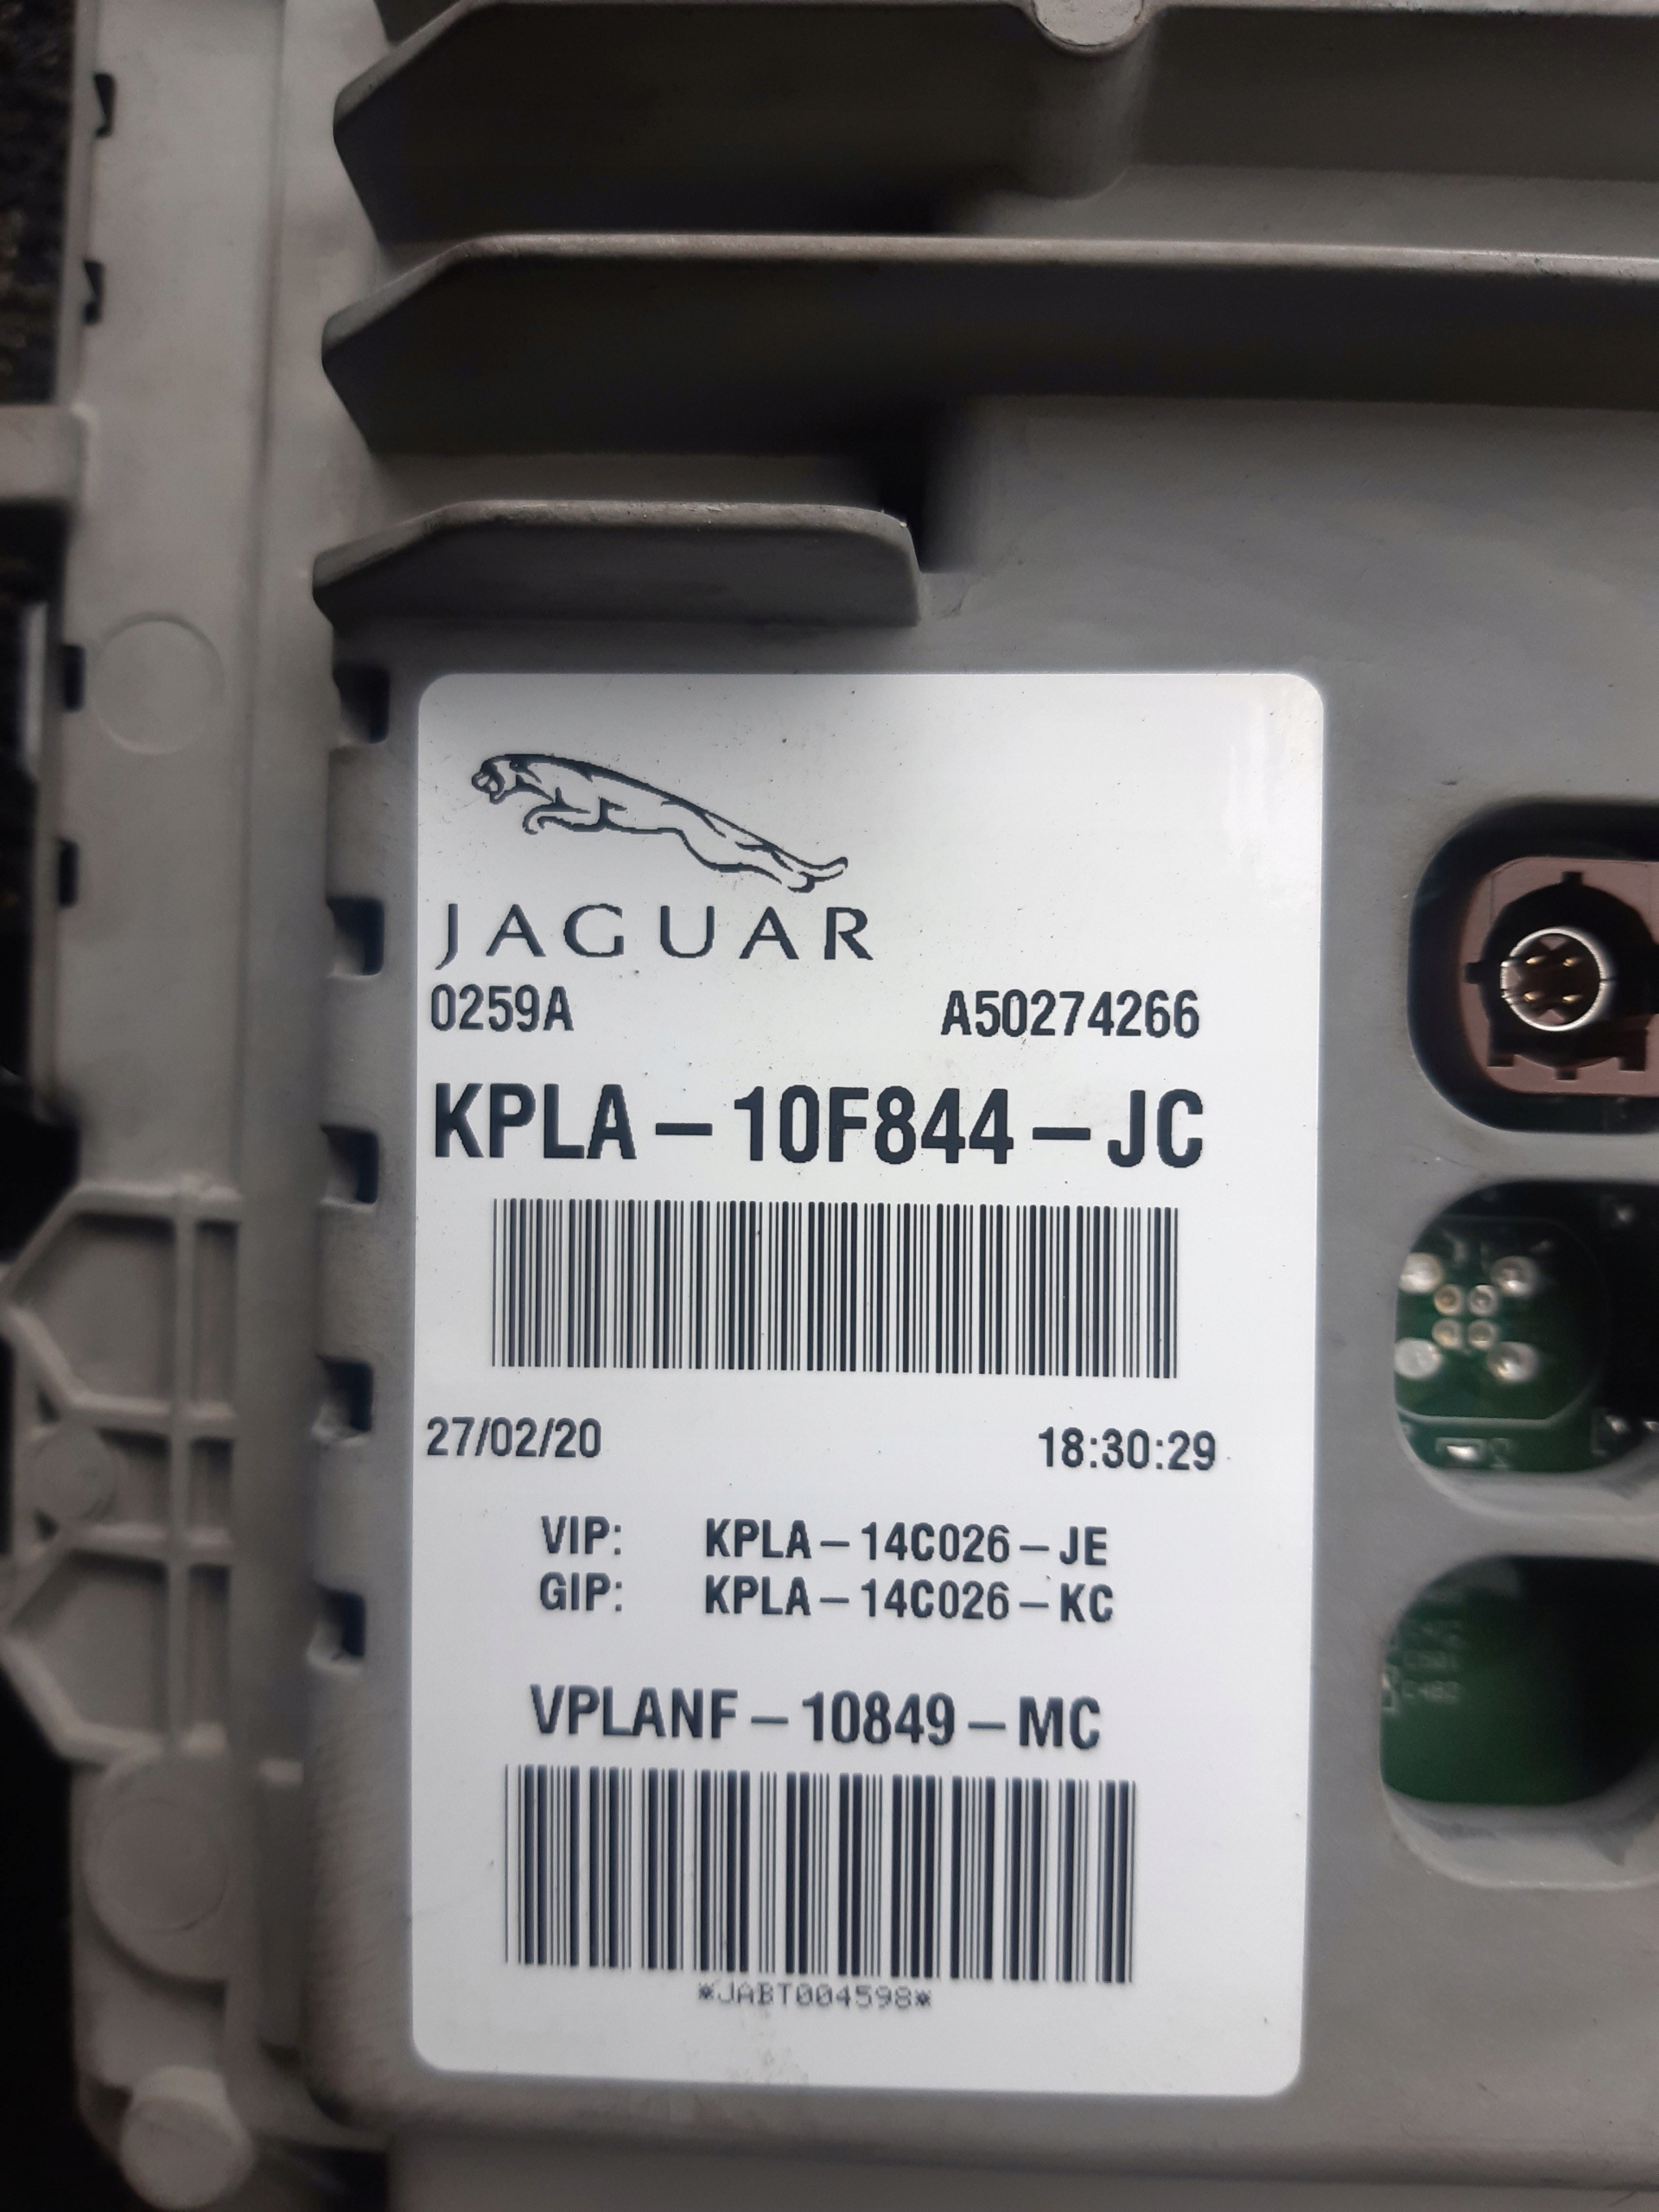 JAGUAR
0259A A50274266
KPLA-10F844-JC
27/02/20 18:30:29
VIP: KPLA-14C026-JE
GIP: KPLA-14C026-KC
VPLANF-10849-MC
*JABT004598*